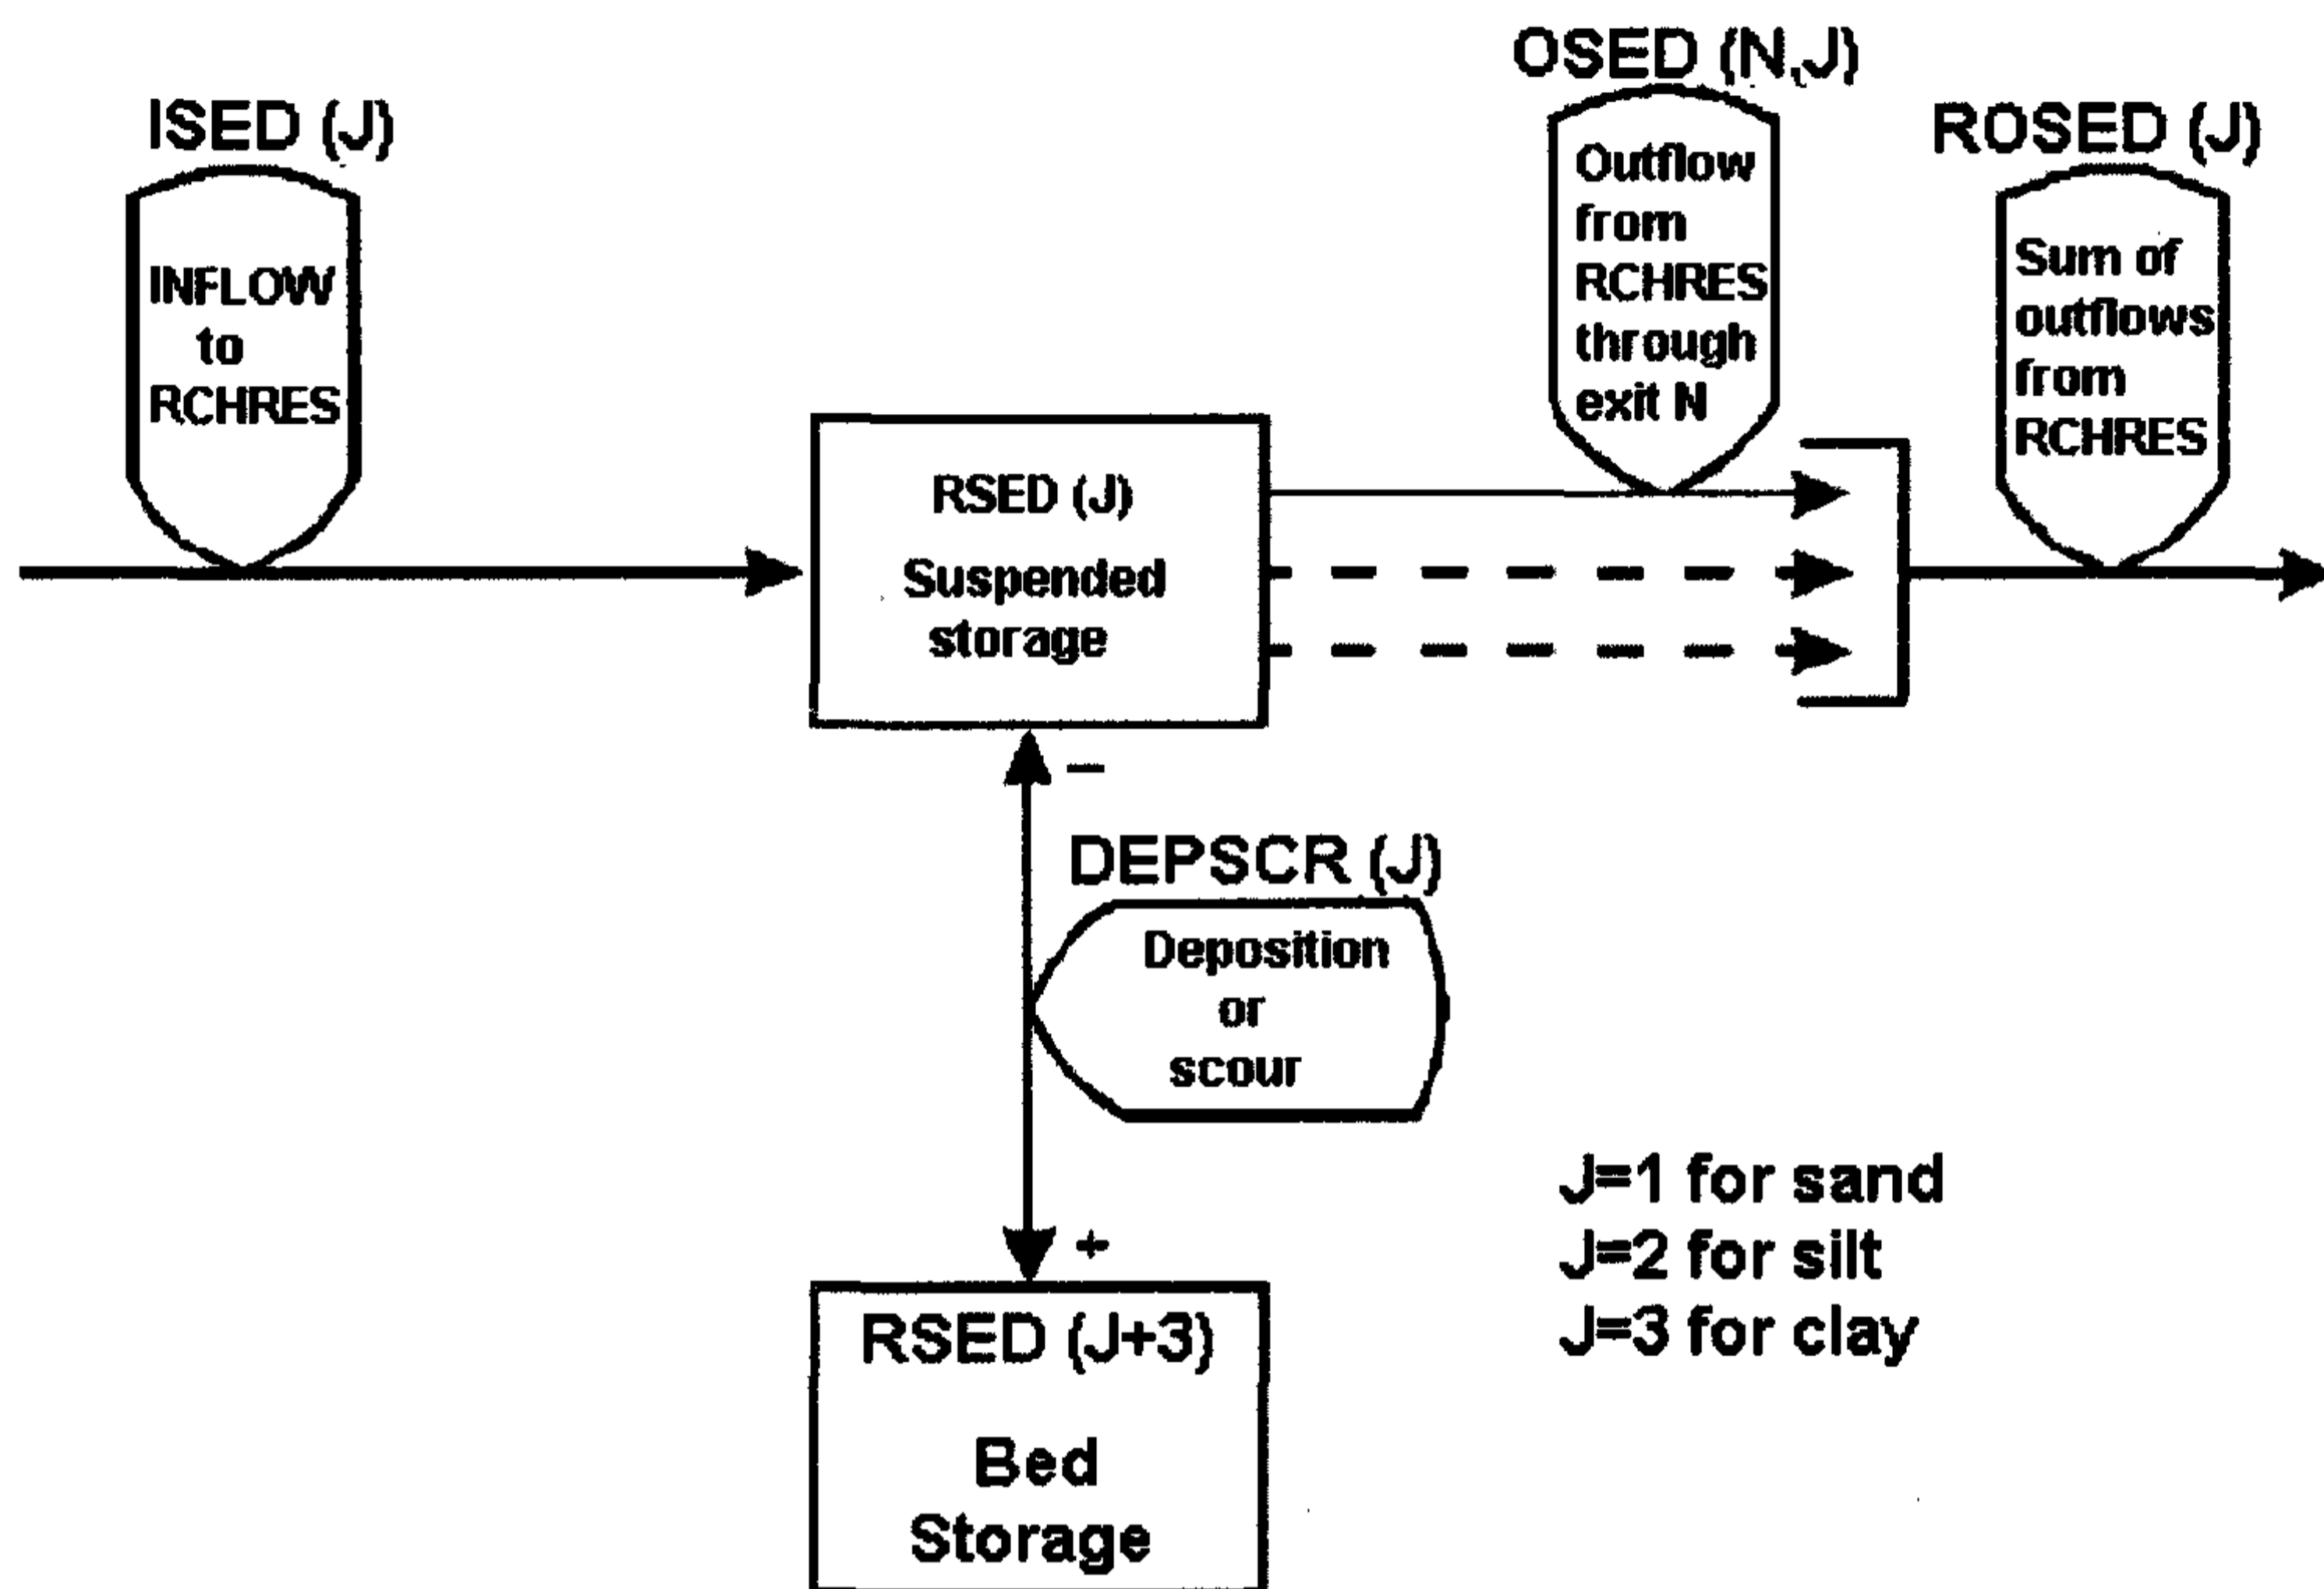 ISED (J)
INFLOW
to
RCHRES
OSED (N,J)
Outflow
from
RCHRES
through
exit N
ROSED (J)
Sum of
outflows
from
RCHRES
RSED (J)
Suspended
storage
−
DEPSCR (J)
Deposition
or
scour
+
RSED (J+3)
Bed
Storage
J=1 for sand
J=2 for silt
J=3 for clay